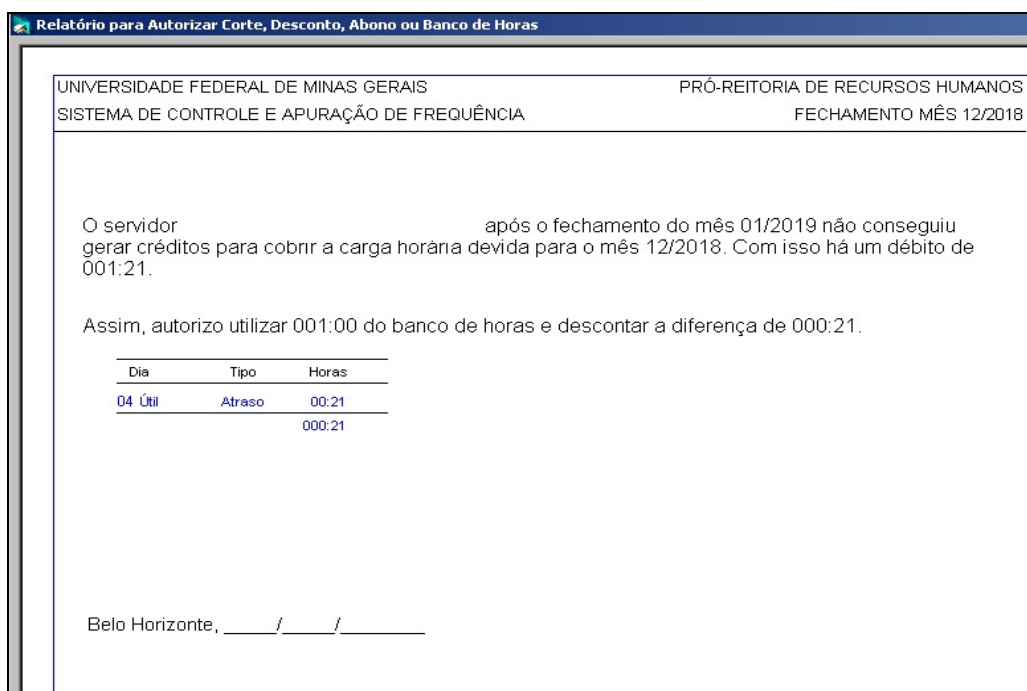 Relatório para Autorizar Corte, Desconto, Abono ou Banco de Horas
UNIVERSIDADE FEDERAL DE MINAS GERAIS PRÓ-REITORIA DE RECURSOS HUMANOS
SISTEMA DE CONTROLE E APURAÇÃO DE FREQUÊNCIA FECHAMENTO MÊS 12/2018
O servidor após o fechamento do mês 01/2019 não conseguiu
gerar créditos para cobrir a carga horária devida para o mês 12/2018. Com isso há um débito de
001:21.
Assim, autorizo utilizar 001:00 do banco de horas e descontar a diferença de 000:21.
Dia Tipo Horas
04 Útil Atraso 00:21
000:21
Belo Horizonte, _____/_____/_________